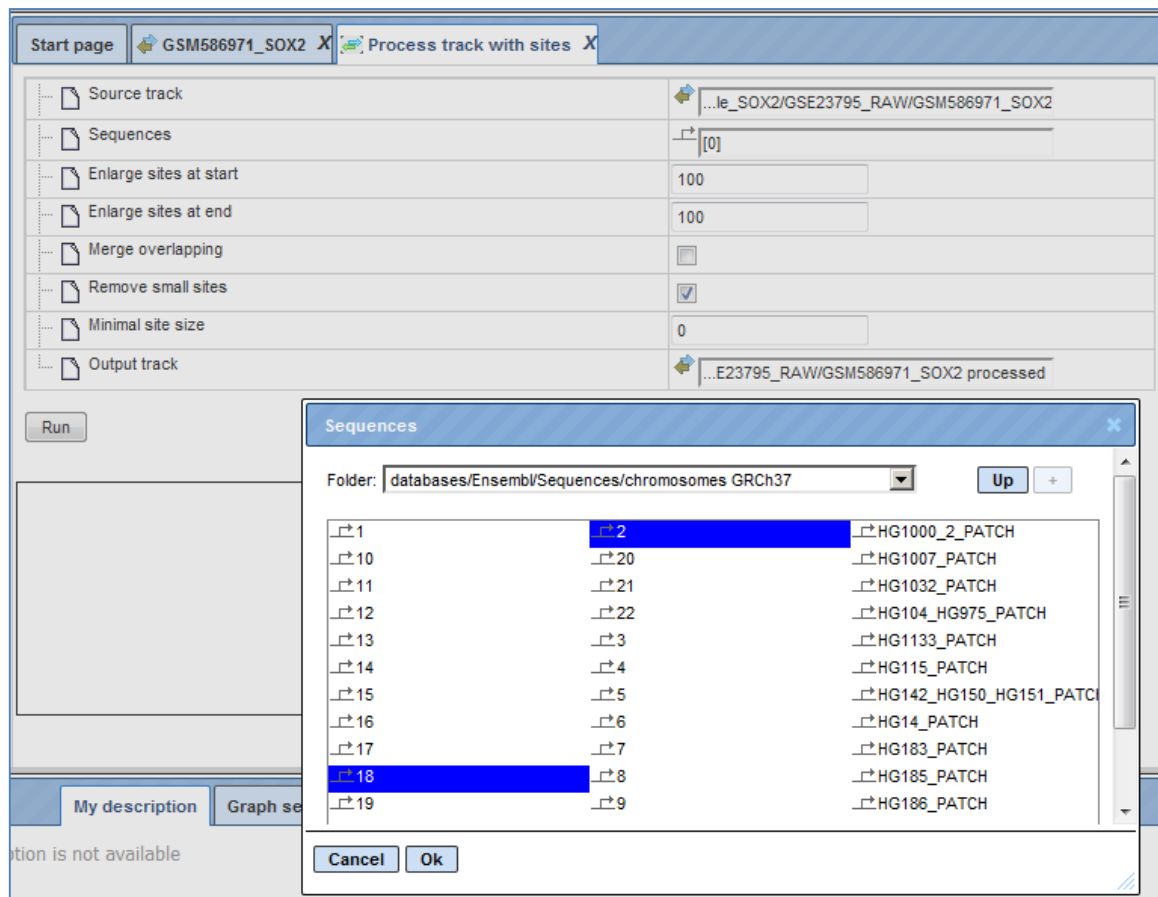 Start page GSM586971_SOX2 X Process track with sites X
Source track ...le_SOX2/GSE23795_RAW/GSM586971_SOX2
Sequences [0]
Enlarge sites at start 100
Enlarge sites at end 100
Merge overlapping
Remove small sites
Minimal site size 0
Output track ...E23795_RAW/GSM586971_SOX2 processed
Run
Sequences
Folder: databases/Ensembl/Sequences/chromosomes GRCh37 Up +
1 2 HG1000_2_PATCH
10 20 HG1007_PATCH
11 21 HG1032_PATCH
12 22 HG104_HG975_PATCH
13 3 HG1133_PATCH
14 4 HG115_PATCH
15 5 HG142_HG150_HG151_PATC
16 6 HG14_PATCH
17 7 HG183_PATCH
18 8 HG185_PATCH
19 9 HG186_PATCH
My description Graph se
tion is not available
Cancel Ok